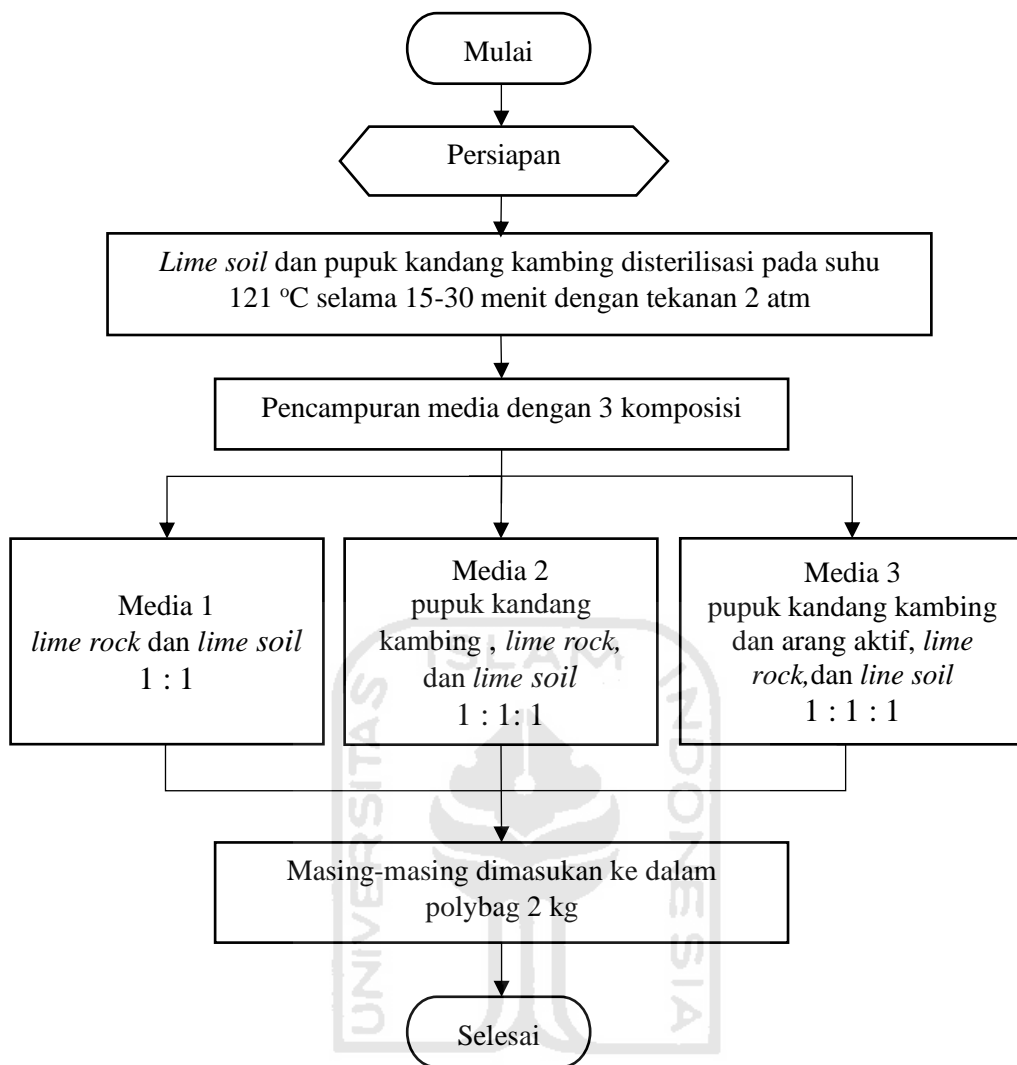 Mulai
Persiapan
Lime soil dan pupuk kandang kambing disterilisasi pada suhu
121 °C selama 15-30 menit dengan tekanan 2 atm
Pencampuran media dengan 3 komposisi
Media 1
lime rock dan lime soil
1 : 1
Media 2
pupuk kandang
kambing , lime rock,
dan lime soil
1 : 1: 1
Media 3
pupuk kandang kambing
dan arang aktif, lime
rock,dan line soil
1 : 1 : 1
Masing-masing dimasukan ke dalam
polybag 2 kg
Selesai
UNIVERSITAS
ISLAM
INDONESIA